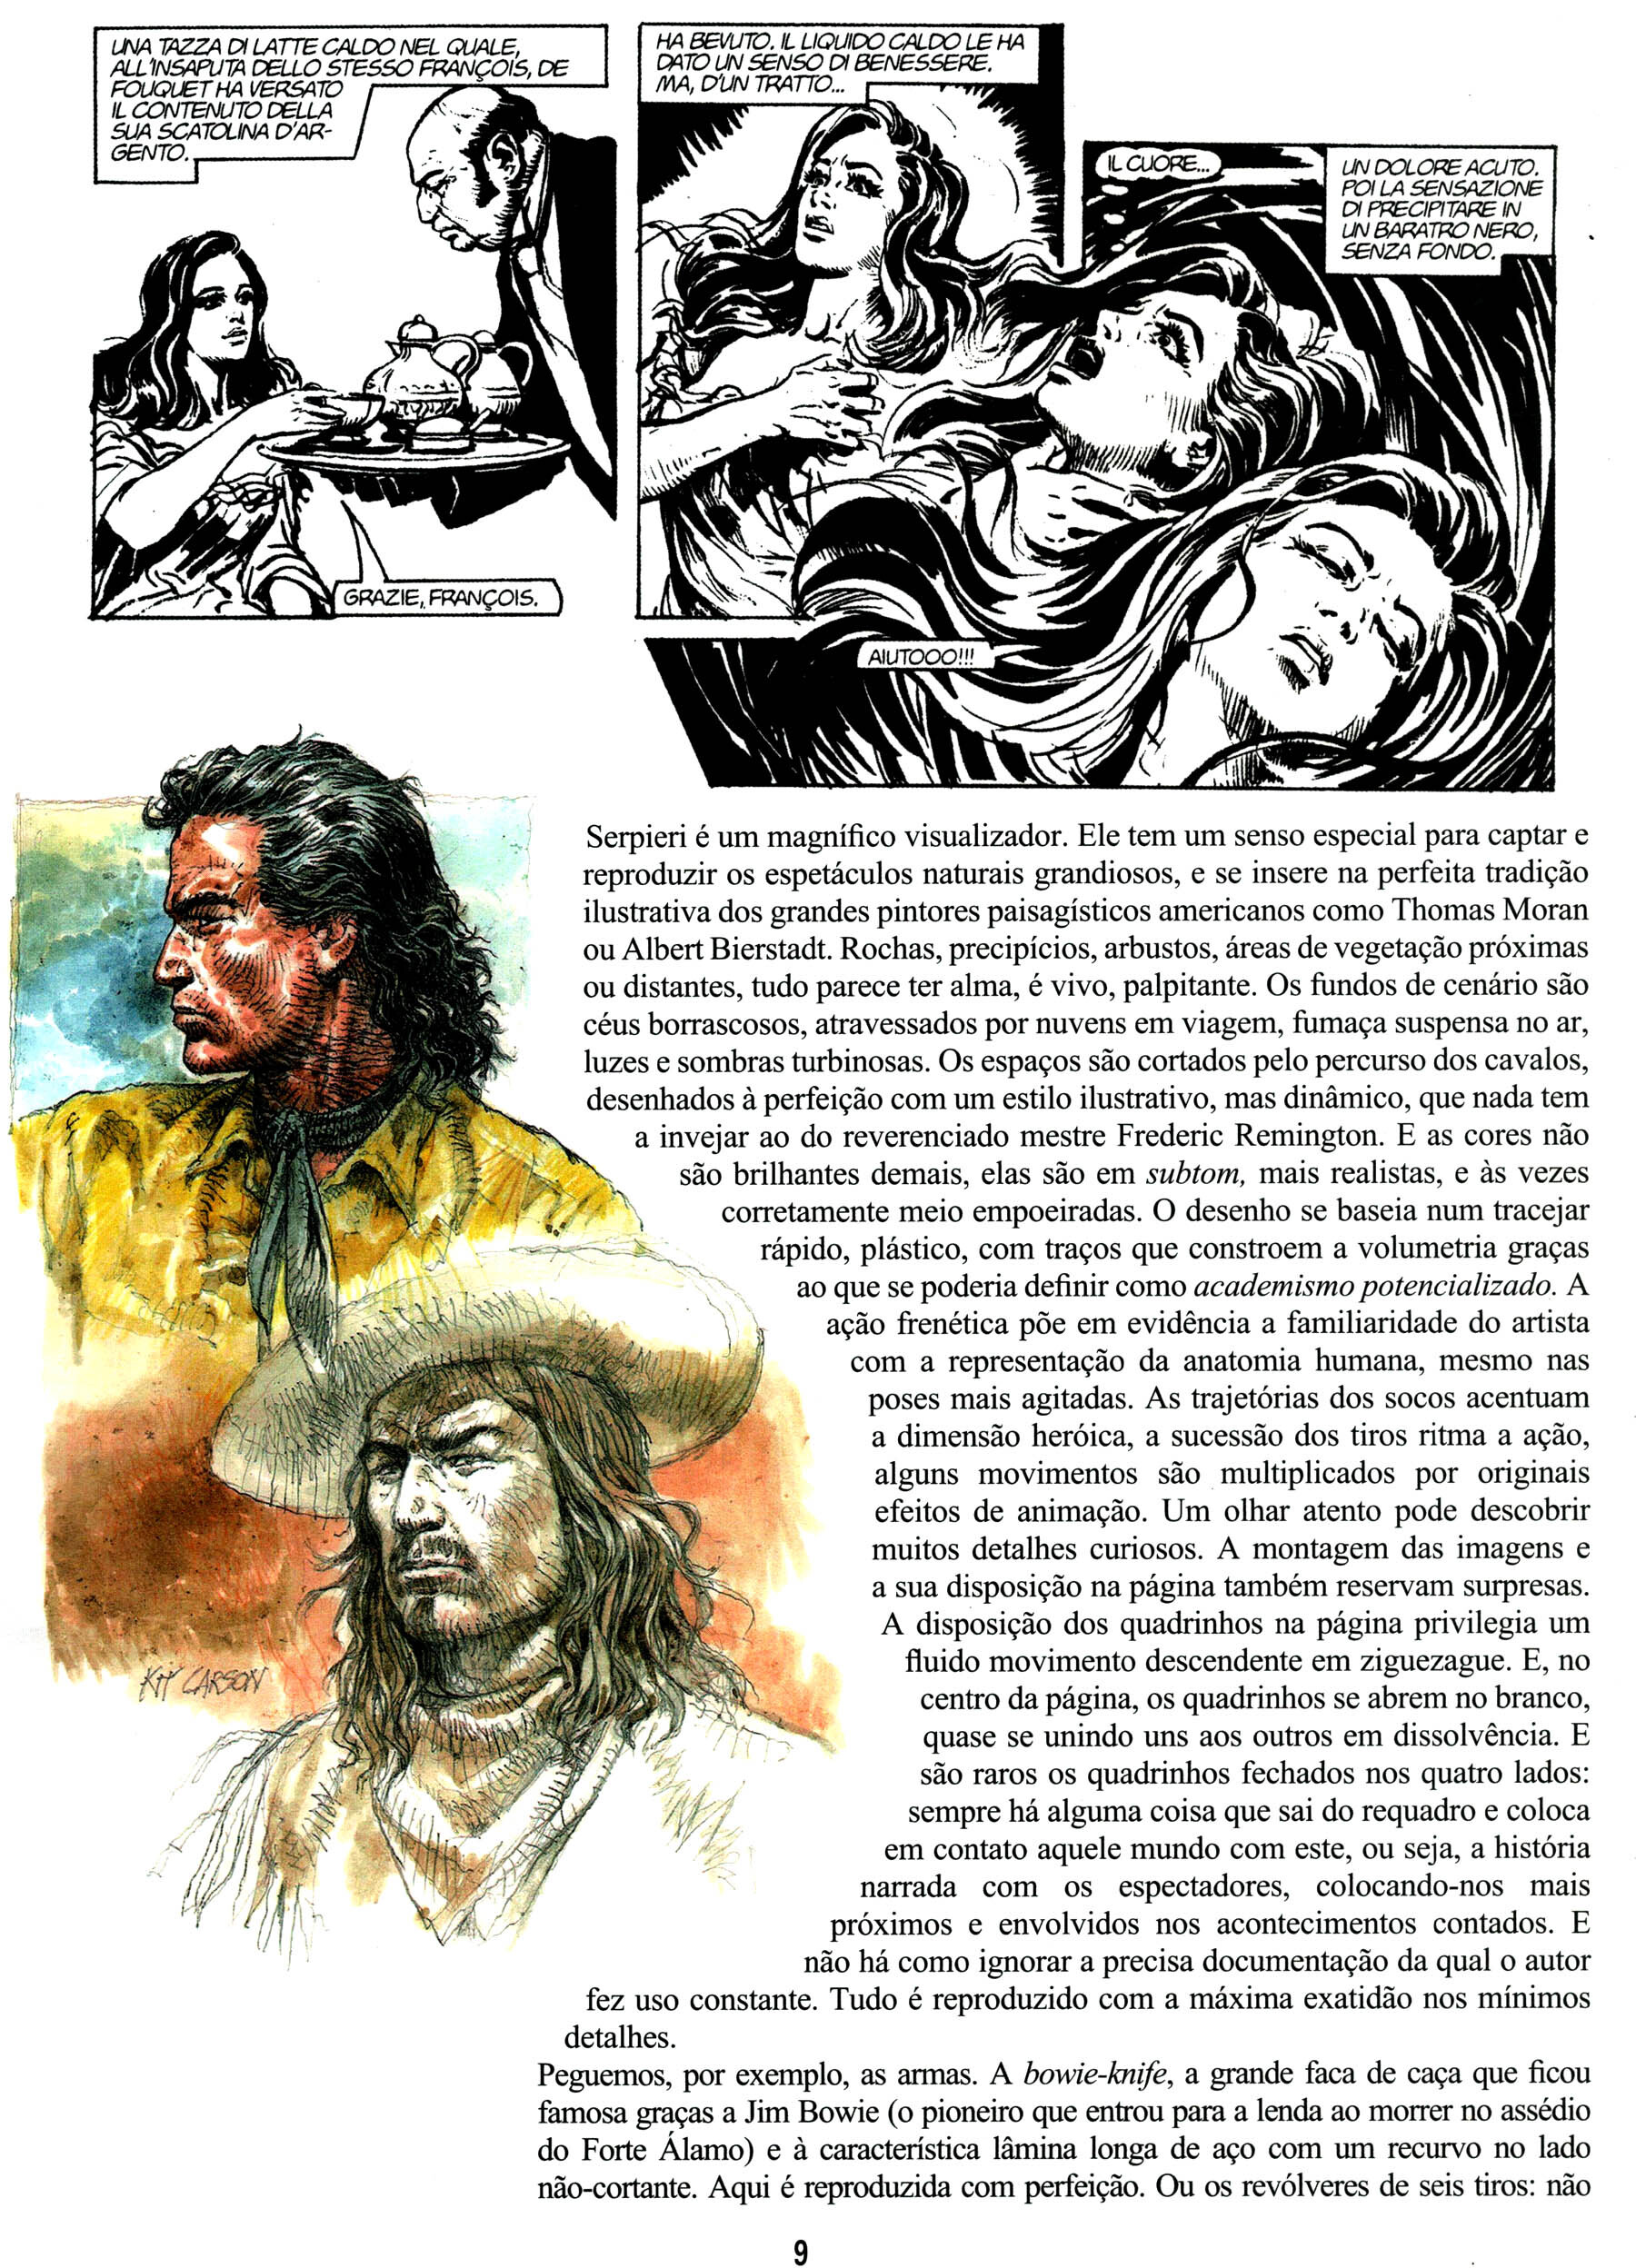 UNA TAZZA DI LATTE CALDO NEL QUALE,
ALL'INSAPUTA DELLO STESSO FRANÇOIS, DE
FOUQUET HA VERSATO
IL CONTENUTO DELLA
SUA SCATOLINA D'AR-
GENTO.
GRAZIE, FRANÇOIS.
HA BEVUTO. IL LIQUIDO CALDO LE HA
DATO UN SENSO DI BENESSERE.
MA, D'UN TRATTO...
IL CUORE...
UN DOLORE ACUTO.
POI LA SENSAZIONE
DI PRECIPITARE IN
UN BARATRO NERO,
SENZA FONDO.
AIUTOOO!!!
Serpieri é um magnífico visualizador. Ele tem um senso especial para captar e
reproduzir os espetáculos naturais grandiosos, e se insere na perfeita tradição
ilustrativa dos grandes pintores paisagísticos americanos como Thomas Moran
ou Albert Bierstadt. Rochas, precipícios, arbustos, áreas de vegetação próximas
ou distantes, tudo parece ter alma, é vivo, palpitante. Os fundos de cenário são
céus borrascosos, atravessados por nuvens em viagem, fumaça suspensa no ar,
luzes e sombras turbinosas. Os espaços são cortados pelo percurso dos cavalos,
desenhados à perfeição com um estilo ilustrativo, mas dinâmico, que nada tem
a invejar ao do reverenciado mestre Frederic Remington. E as cores não
são brilhantes demais, elas são em subtom, mais realistas, e às vezes
corretamente meio empoeiradas. O desenho se baseia num tracejar
rápido, plástico, com traços que constroem a volumetria graças
ao que se poderia definir como academismo potencializado. A
ação frenética põe em evidência a familiaridade do artista
com a representação da anatomia humana, mesmo nas
poses mais agitadas. As trajetórias dos socos acentuam
a dimensão heróica, a sucessão dos tiros ritma a ação,
alguns movimentos são multiplicados por originais
efeitos de animação. Um olhar atento pode descobrir
muitos detalhes curiosos. A montagem das imagens e
a sua disposição na página também reservam surpresas.
A disposição dos quadrinhos na página privilegia um
fluido movimento descendente em ziguezague. E, no
centro da página, os quadrinhos se abrem no branco,
quase se unindo uns aos outros em dissolvência. E
são raros os quadrinhos fechados nos quatro lados:
sempre há alguma coisa que sai do requadro e coloca
em contato aquele mundo com este, ou seja, a história
narrada com os espectadores, colocando-nos mais
próximos e envolvidos nos acontecimentos contados. E
não há como ignorar a precisa documentação da qual o autor
fez uso constante. Tudo é reproduzido com a máxima exatidão nos mínimos
detalhes.
Peguemos, por exemplo, as armas. A bowie-knife, a grande faca de caça que ficou
famosa graças a Jim Bowie (o pioneiro que entrou para a lenda ao morrer no assédio
do Forte Álamo) e à característica lâmina longa de aço com um recurvo no lado
não-cortante. Aqui é reproduzida com perfeição. Ou os revólveres de seis tiros: não
KIT CARSON
9